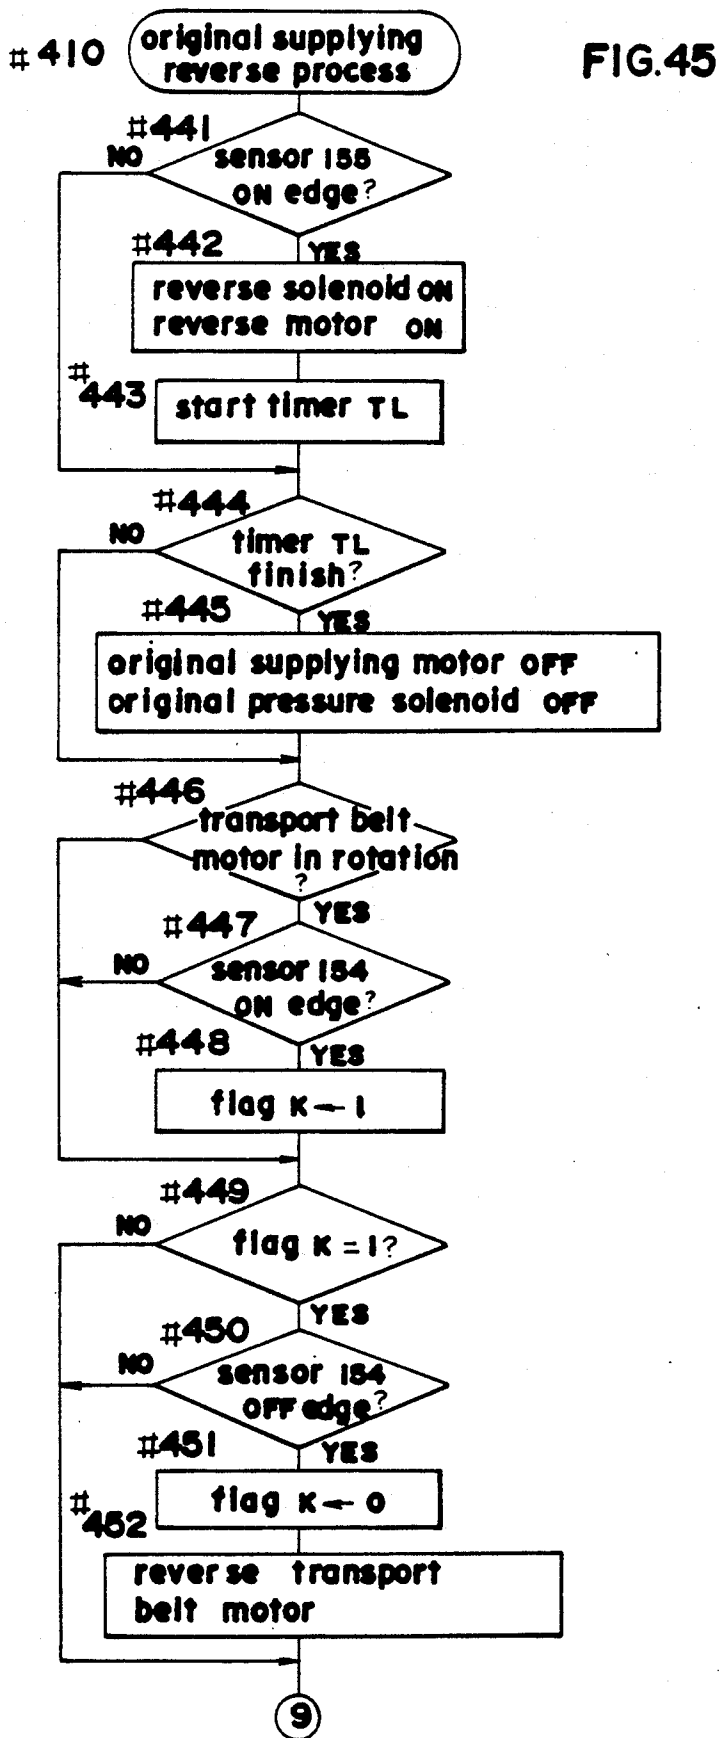 #410
original supplying
reverse process
FIG.45
#441
NO
sensor 155
ON edge?
#442
YES
reverse solenoid ON
reverse motor ON
#
443
start timer TL
#444
NO
timer TL
finish?
#445
YES
original supplying motor OFF
original pressure solenoid OFF
#446
transport belt
motor in rotation
?
YES
#447
NO
sensor 154
ON edge?
#448
YES
flag K ← 1
#449
NO
flag K = 1?
YES
#450
NO
sensor 154
OFF edge?
#451
YES
flag K ← 0
#
452
reverse transport
belt motor
9